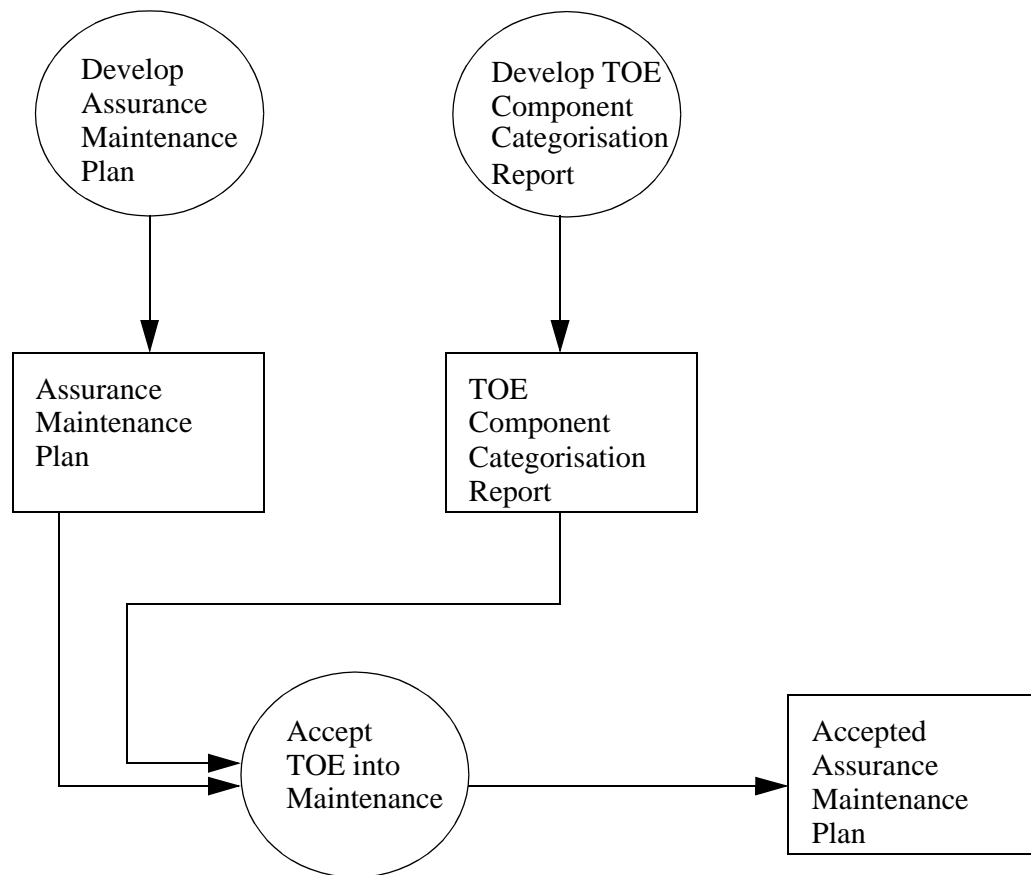 Develop
Assurance
Maintenance
Plan
Develop TOE
Component
Categorisation
Report
Assurance
Maintenance
Plan
TOE
Component
Categorisation
Report
Accept
TOE into
Maintenance
Accepted
Assurance
Maintenance
Plan